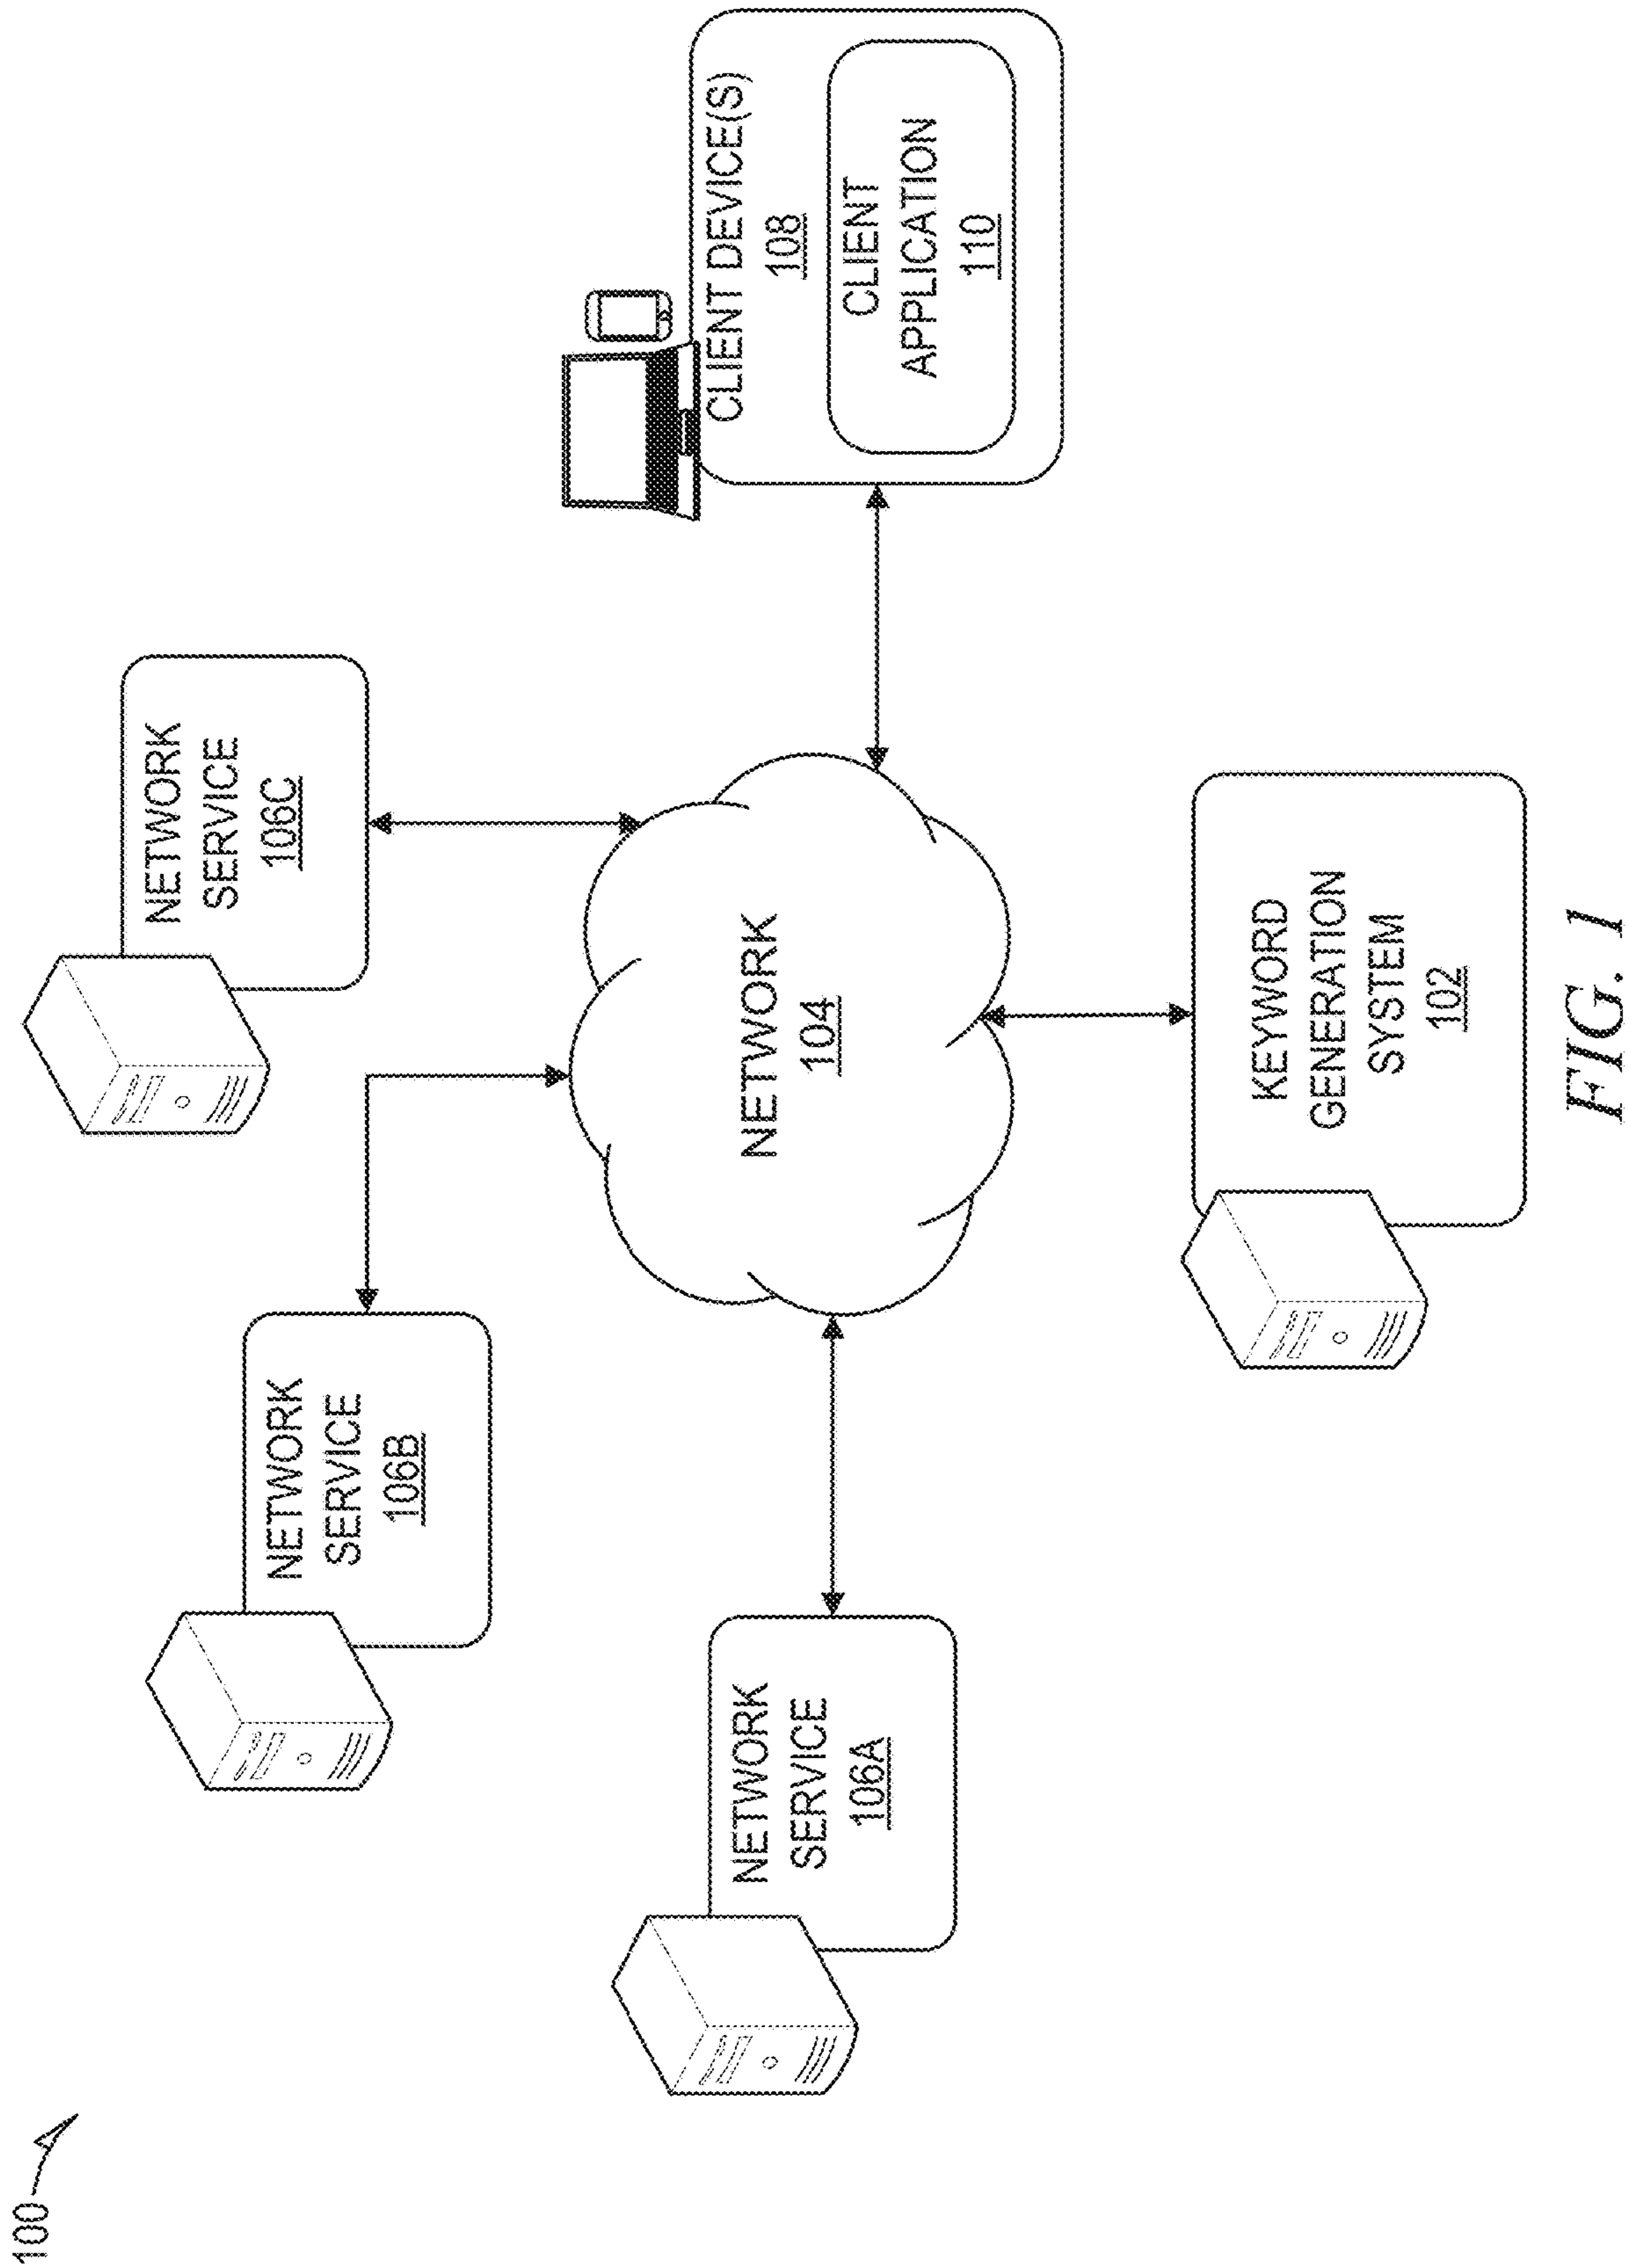 100
NETWORK
SERVICE
106B
NETWORK
SERVICE
106C
NETWORK
SERVICE
106A
NETWORK
104
CLIENT DEVICE(S)
108
CLIENT
APPLICATION
110
KEYWORD
GENERATION
SYSTEM
102
FIG. 1